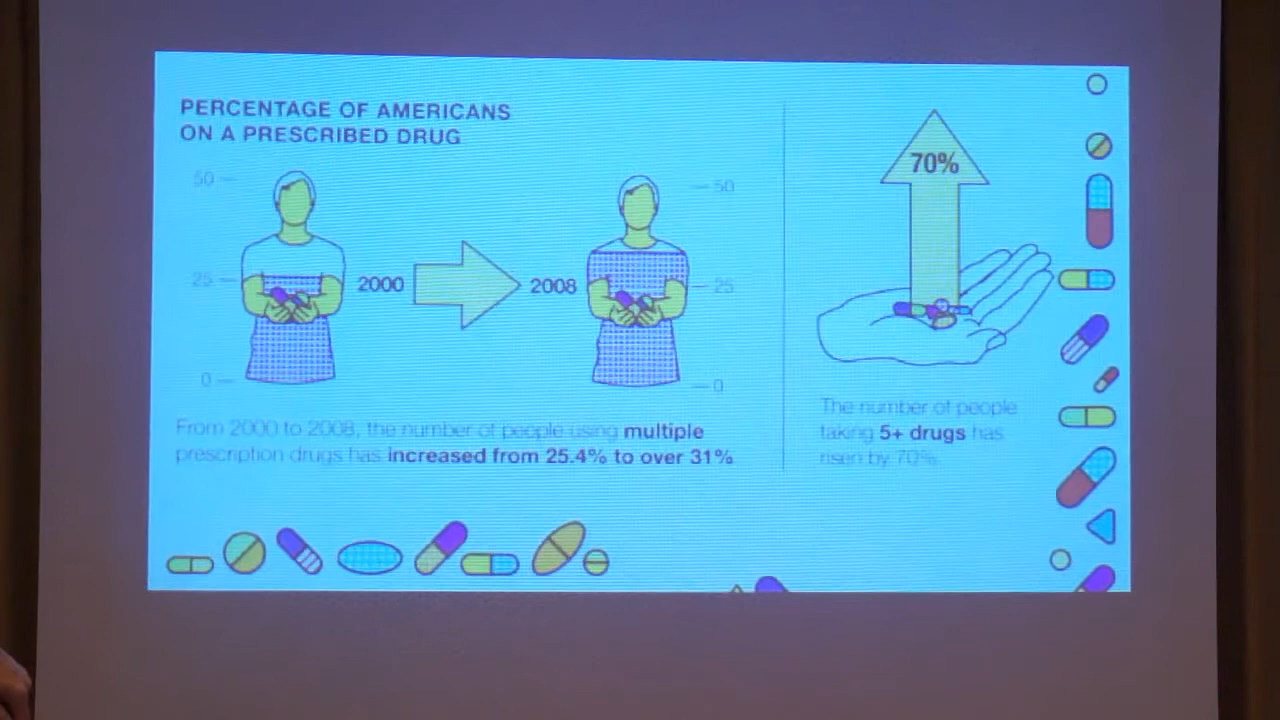 PERCENTAGE OF AMERICANS
ON A PRESCRIBED DRUG
50
25
0
2000
2008
50
25
0
From 2000 to 2008, the number of people using multiple
prescription drugs has increased from 25.4% to over 31%
70%
The number of people
taking 5+ drugs has
risen by 70%.